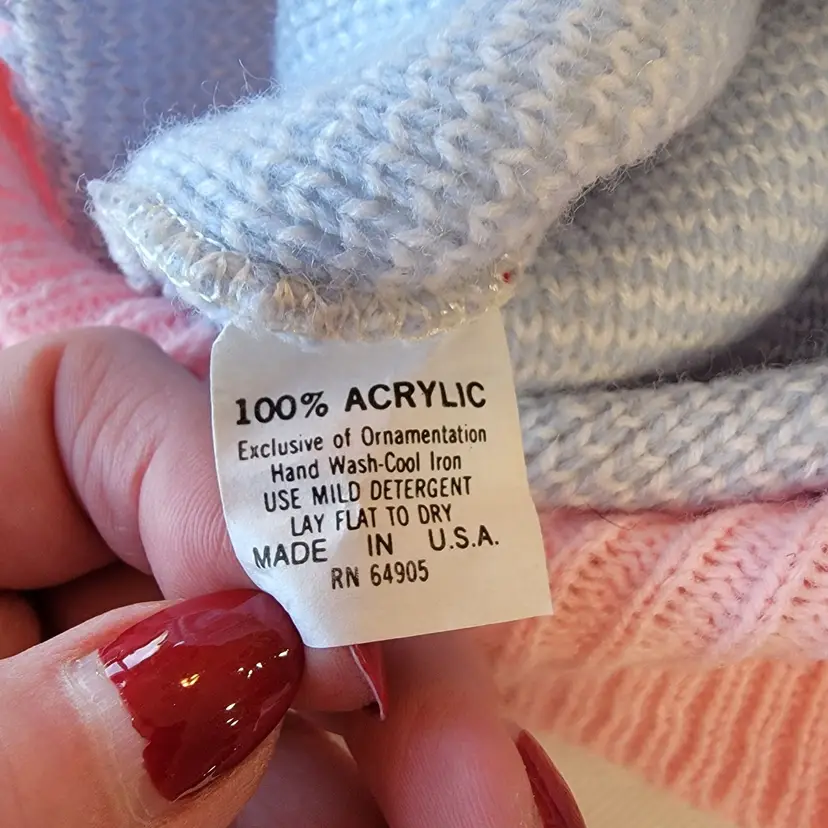 100% ACRYLIC
Exclusive of Ornamentation
Hand Wash-Cool Iron
USE MILD DETERGENT
LAY FLAT TO DRY
MADE IN U.S.A.
RN 64905